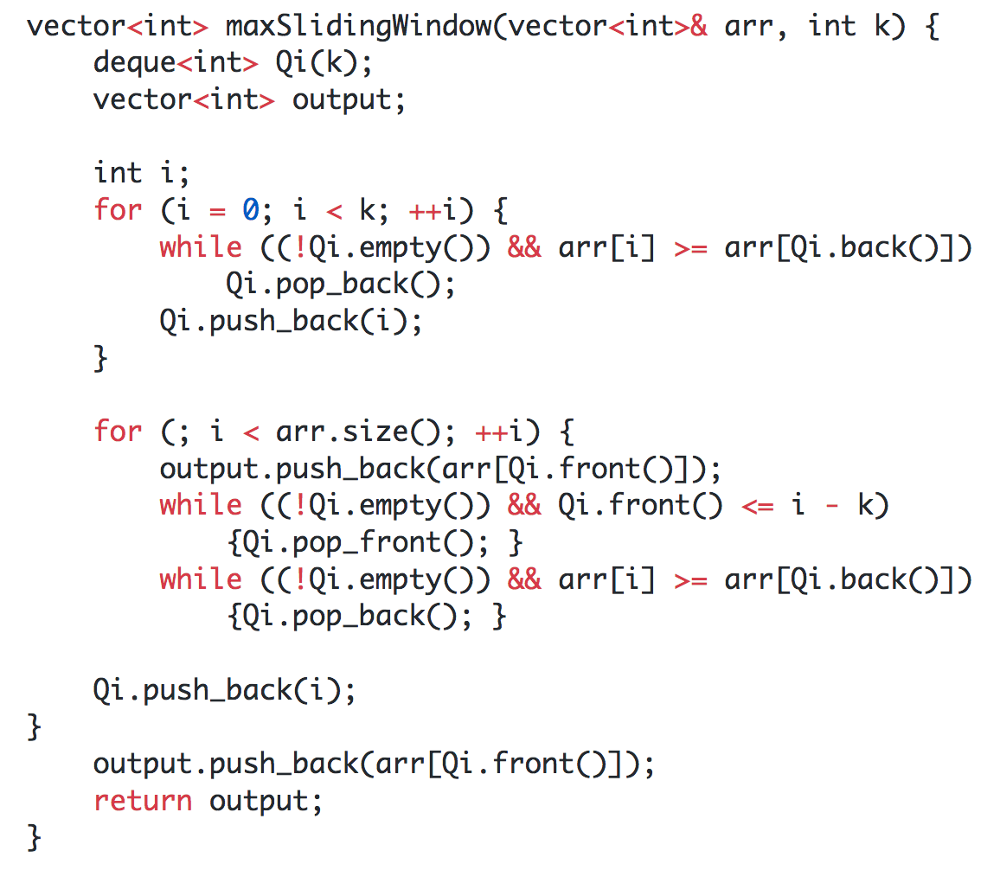 vector<int> maxSlidingWindow(vector<int>& arr, int k) {
    deque<int> Qi(k);
    vector<int> output;

    int i;
    for (i = 0; i < k; ++i) {
        while ((!Qi.empty()) && arr[i] >= arr[Qi.back()])
            Qi.pop_back();
        Qi.push_back(i);
    }

    for (; i < arr.size(); ++i) {
        output.push_back(arr[Qi.front()]);
        while ((!Qi.empty()) && Qi.front() <= i - k)
            {Qi.pop_front(); }
        while ((!Qi.empty()) && arr[i] >= arr[Qi.back()])
            {Qi.pop_back(); }

    Qi.push_back(i);
}
    output.push_back(arr[Qi.front()]);
    return output;
}